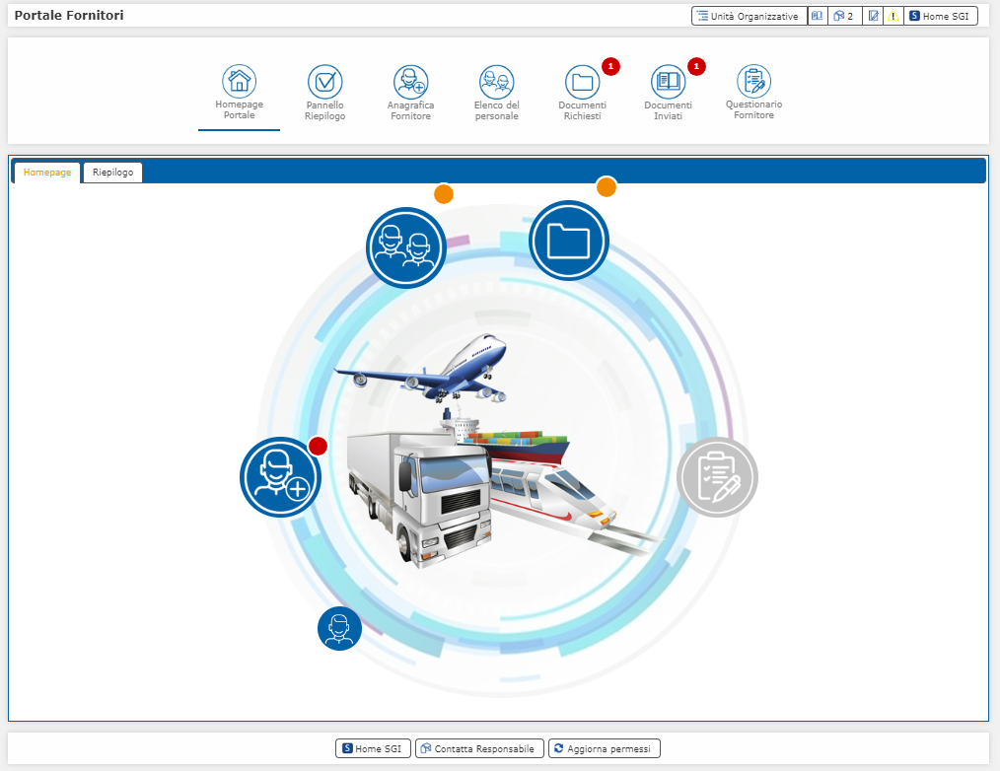 Portale Fornitori
Unità Organizzative 2 S Home SGI
1 1
Homepage Portale
Pannello Riepilogo
Anagrafica Fornitore
Elenco del personale
Documenti Richiesti
Documenti Inviati
Questionario Fornitore
Homepage Riepilogo
S Home SGI Contatta Responsabile Aggiorna permessi